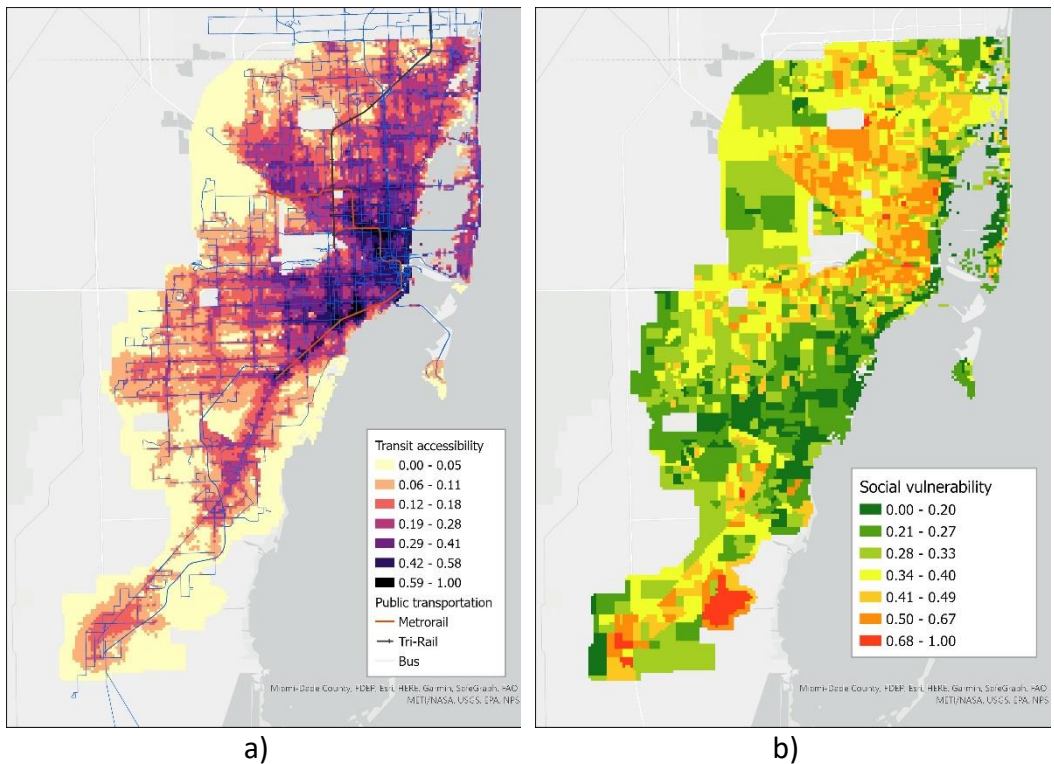 Transit accessibility
0.00 - 0.05
0.06 - 0.11
0.12 - 0.18
0.19 - 0.28
0.29 - 0.41
0.42 - 0.58
0.59 - 1.00
Public transportation
Metrorail
Tri-Rail
Bus
Miami-Dade County, FDEP, Esri, HERE, Garmin, SafeGraph, FAO
METI/NASA, USGS, EPA, NPS
a)
Social vulnerability
0.00 - 0.20
0.21 - 0.27
0.28 - 0.33
0.34 - 0.40
0.41 - 0.49
0.50 - 0.67
0.68 - 1.00
Miami-Dade County, FDEP, Esri, HERE, Garmin, SafeGraph, FAO
METI/NASA, USGS, EPA, NPS
b)